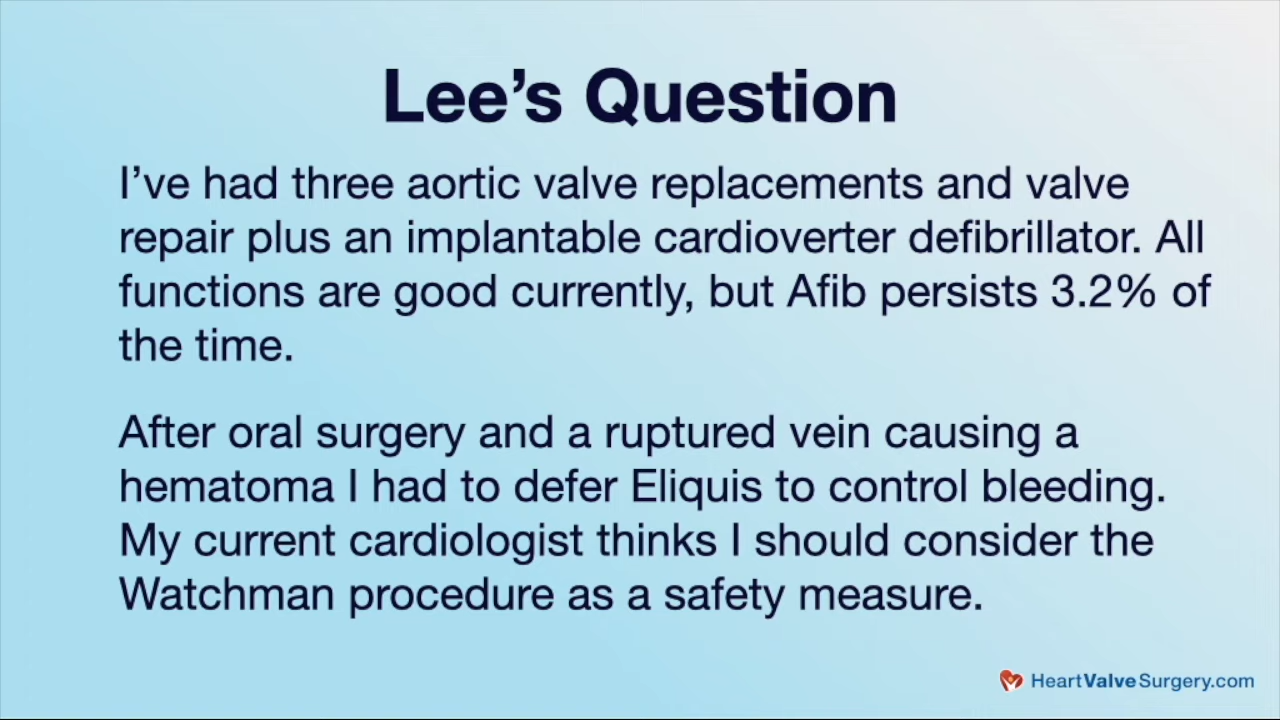 Lee’s Question
I’ve had three aortic valve replacements and valve
repair plus an implantable cardioverter defibrillator. All
functions are good currently, but Afib persists 3.2% of
the time.
After oral surgery and a ruptured vein causing a
hematoma I had to defer Eliquis to control bleeding.
My current cardiologist thinks I should consider the
Watchman procedure as a safety measure.
HeartValveSurgery.com